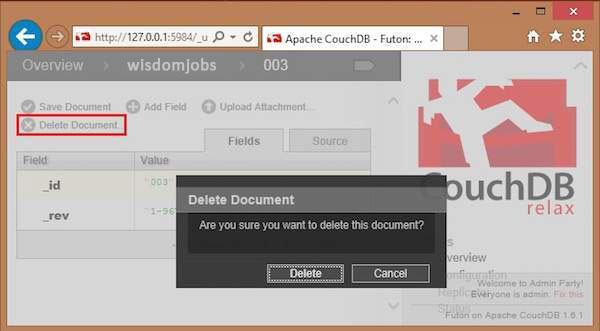 http://127.0.0.1:5984/_u
Apache CouchDB - Futon: ...
Overview
wisdomjobs
003
Save Document
Add Field
Upload Attachment...
Delete Document
Fields
Source
Field
Value
_id
"003"
_rev
"1-96
Delete Document
Are you sure you want to delete this document?
Delete
Cancel
CouchDB
relax
Overview
Configuration
Status
Welcome to Admin Party!
Everyone is admin. Fix this
Futon on Apache CouchDB 1.6.1